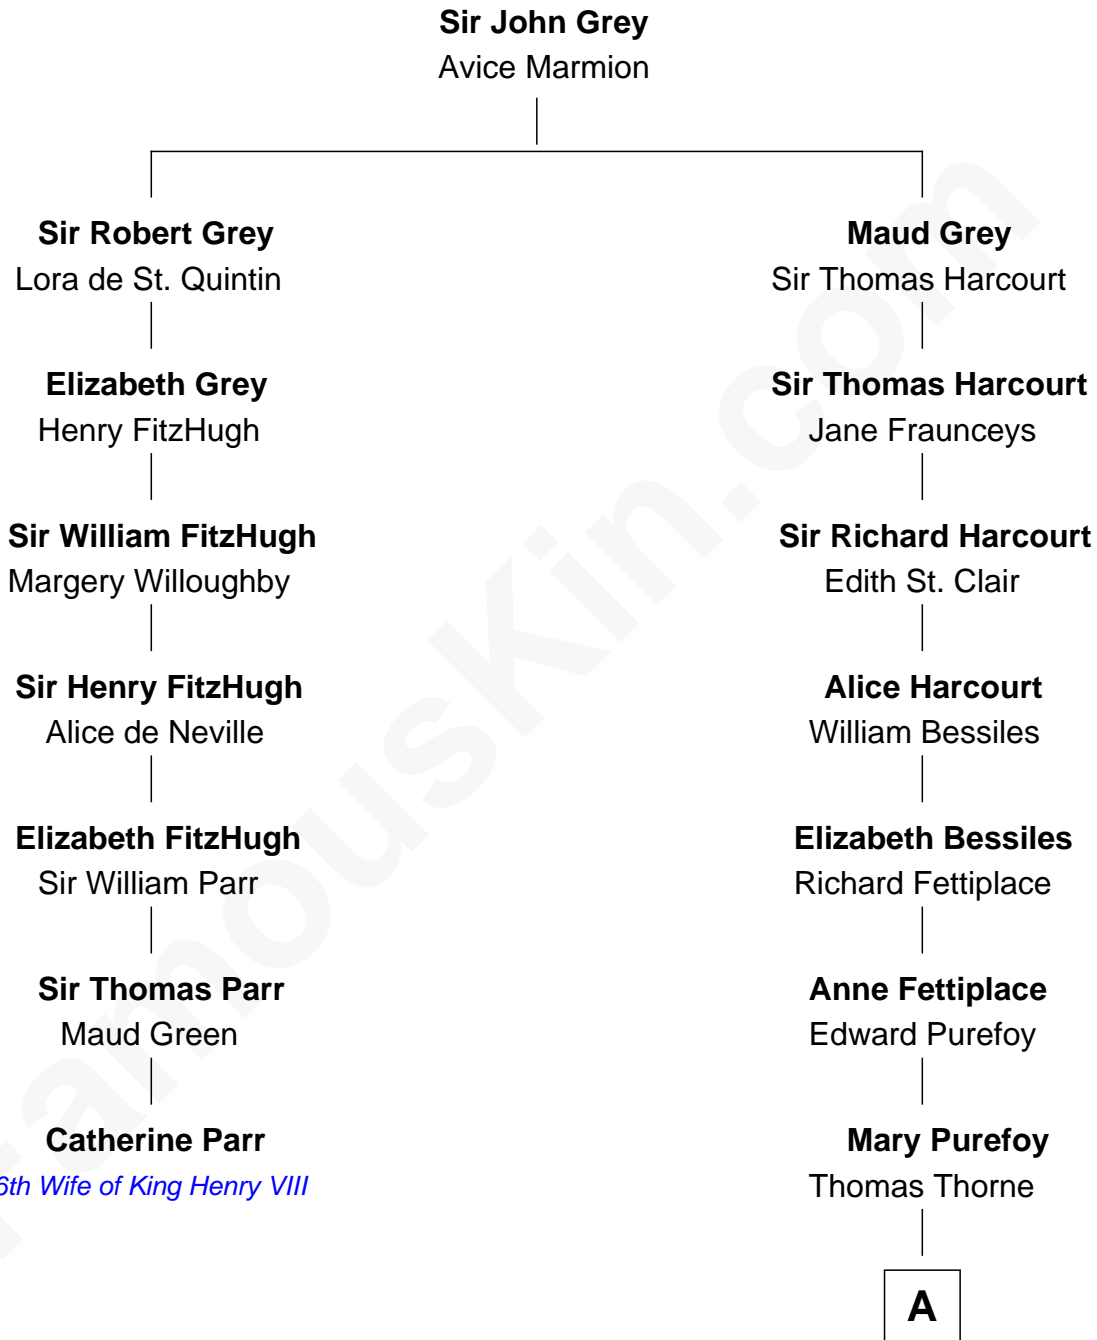 Sir John Grey
Avice Marmion
Sir Robert Grey
Lora de St. Quintin
Elizabeth Grey
Henry FitzHugh
Sir William FitzHugh
Margery Willoughby
Sir Henry FitzHugh
Alice de Neville
Elizabeth FitzHugh
Sir William Parr
Sir Thomas Parr
Maud Green
Catherine Parr
6th Wife of King Henry VIII
Maud Grey
Sir Thomas Harcourt
Sir Thomas Harcourt
Jane Fraunceys
Sir Richard Harcourt
Edith St. Clair
Alice Harcourt
William Bessiles
Elizabeth Bessiles
Richard Fettiplace
Anne Fettiplace
Edward Purefoy
Mary Purefoy
Thomas Thorne
A
FamousKin.com